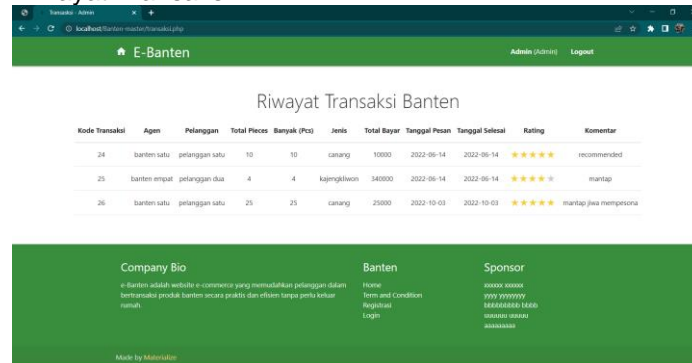 Transaksi - Admin
localhost/Banten-master/transaksi.php
E-Banten
Admin (Admin) Logout
Riwayat Transaksi Banten
Kode Transaksi Agen Pelanggan Total Pieces Banyak (Pcs) Jenis Total Bayar Tanggal Pesan Tanggal Selesai Rating Komentar
24 banten satu pelanggan satu 10 10 canang 10000 2022-06-14 2022-06-14 recommended
25 banten empat pelanggan dua 4 4 kajengkliwon 340000 2022-06-14 2022-06-14 mantap
26 banten satu pelanggan satu 25 25 canang 25000 2022-10-03 2022-10-03 mantap jiwa mempesona
Company Bio
e-Banten adalah website e-commerce yang memudahkan pelanggan dalam
bertransaksi produk banten secara praktis dan efisien tanpa perlu keluar
rumah.
Banten
Home
Term and Condition
Registrasi
Login
Sponsor
xxxxxx xxxxxx
yyyy yyyyyyyy
bbbbbbbbbb bbbb
uuuuuu uuuuu
aaaaaaaaa
Made by Materialize